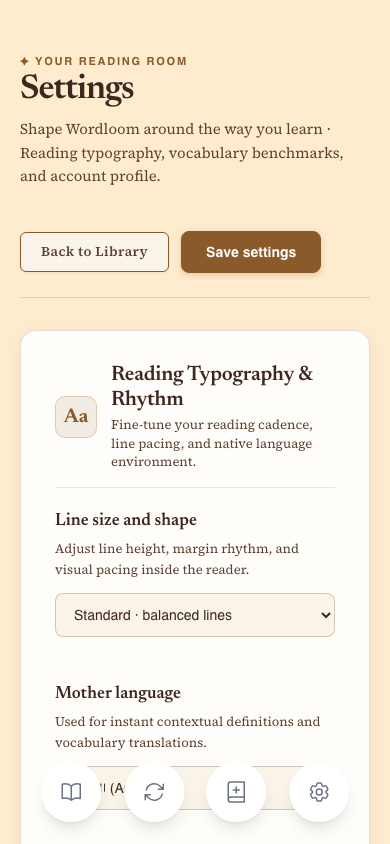 ✦ YOUR READING ROOM
Settings
Shape Wordloom around the way you learn ·
Reading typography, vocabulary benchmarks,
and account profile.
Back to Library
Save settings
Aa
Reading Typography &
Rhythm
Fine-tune your reading cadence,
line pacing, and native language
environment.
Line size and shape
Adjust line height, margin rhythm, and
visual pacing inside the reader.
Standard · balanced lines
Mother language
Used for instant contextual definitions and
vocabulary translations.